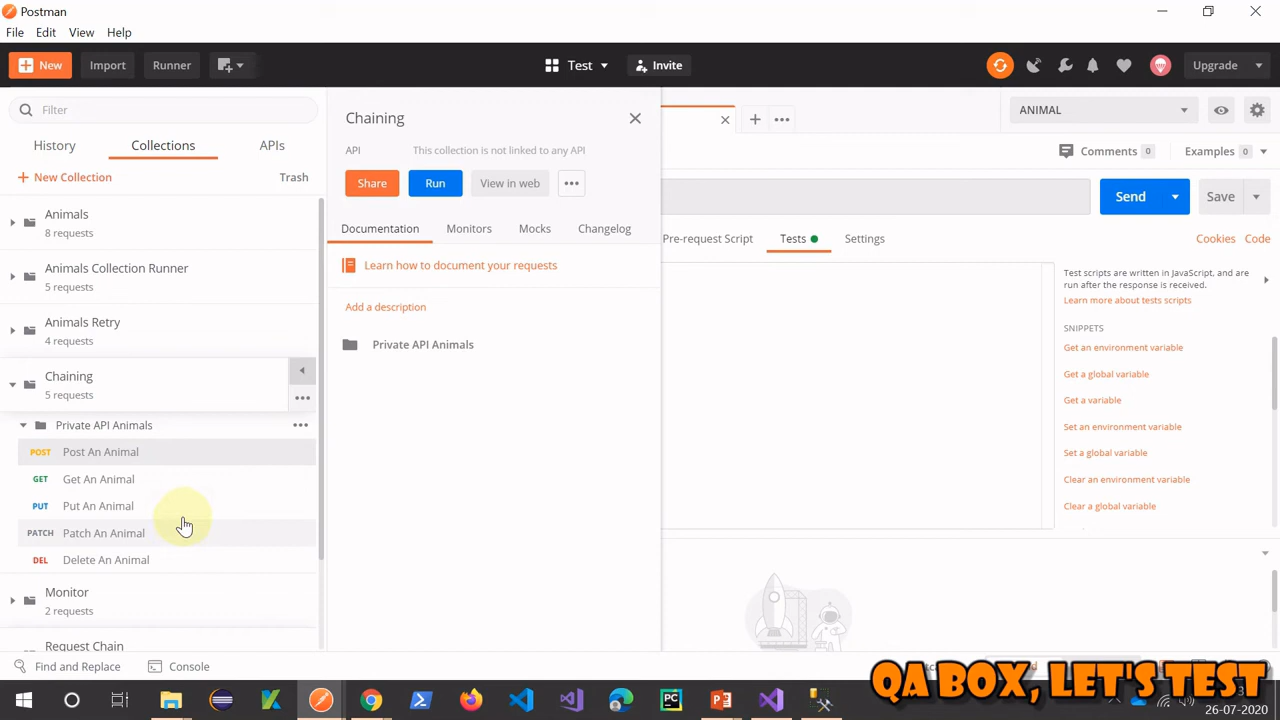 Postman
File Edit View Help
New Import Runner Test Invite Upgrade
Filter
History Collections APIs
New Collection Trash
Animals
8 requests
Animals Collection Runner
5 requests
Animals Retry
4 requests
Chaining
5 requests
Private API Animals
POST Post An Animal
GET Get An Animal
PUT Put An Animal
PATCH Patch An Animal
DEL Delete An Animal
Monitor
2 requests
Request Chain
Find and Replace Console
Chaining
API This collection is not linked to any API
Share Run View in web
Documentation Monitors Mocks Changelog
Learn how to document your requests
Add a description
Private API Animals
ANIMAL
Comments 0 Examples 0
Send Save
Pre-request Script Tests Settings Cookies Code
Test scripts are written in JavaScript, and are
run after the response is received.
Learn more about tests scripts
SNIPPETS
Get an environment variable
Get a global variable
Get a variable
Set an environment variable
Set a global variable
Clear an environment variable
Clear a global variable
QA BOX, LET'S TEST
26-07-2020